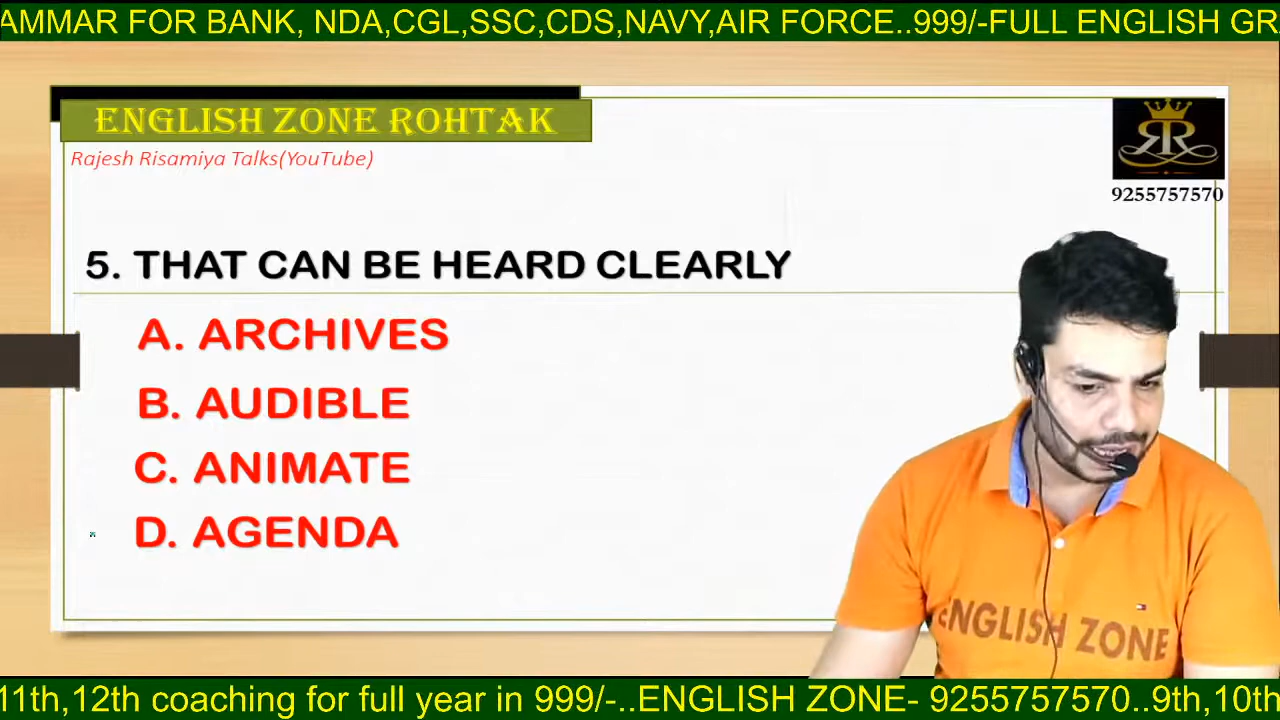 AMMAR FOR BANK, NDA,CGL,SSC,CDS,NAVY,AIR FORCE..999/-FULL ENGLISH GRA
ENGLISH ZONE ROHTAK
Rajesh Risamiya Talks(YouTube)
RR
9255757570
5. THAT CAN BE HEARD CLEARLY
A. ARCHIVES
B. AUDIBLE
C. ANIMATE
D. AGENDA
ENGLISH ZONE
11th,12th coaching for full year in 999/-..ENGLISH ZONE- 9255757570..9th,10th